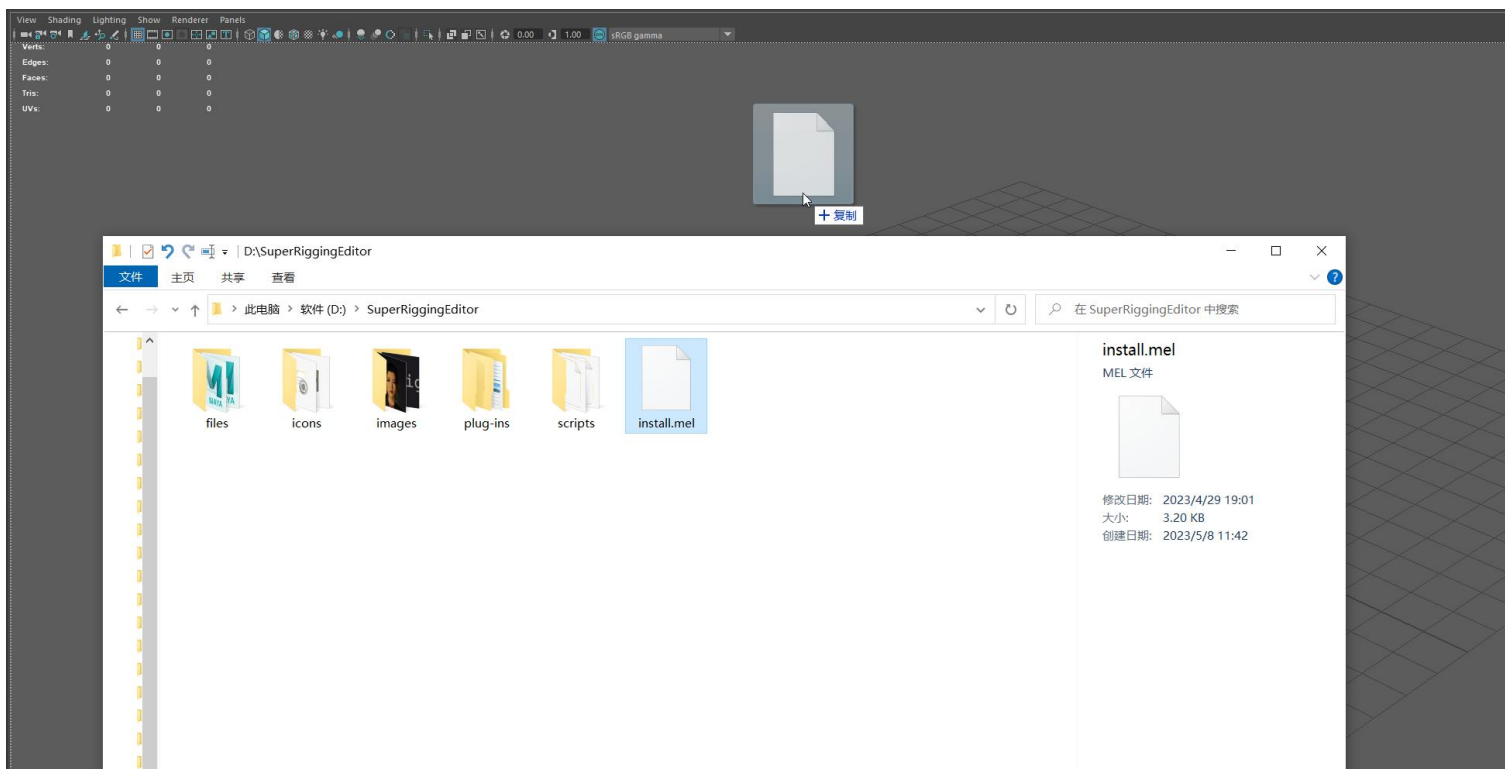 View Shading Lighting Show Renderer Panels
0.00 1.00 sRGB gamma
Verts: 0 0 0
Edges: 0 0 0
Faces: 0 0 0
Tris: 0 0 0
UVs: 0 0 0
复制
D:\SuperRiggingEditor
文件 主页 共享 查看
此电脑 软件 (D:) SuperRiggingEditor 在 SuperRiggingEditor 中搜索
install.mel
MEL 文件
files icons images plug-ins scripts install.mel
修改日期: 2023/4/29 19:01
大小: 3.20 KB
创建日期: 2023/5/8 11:42